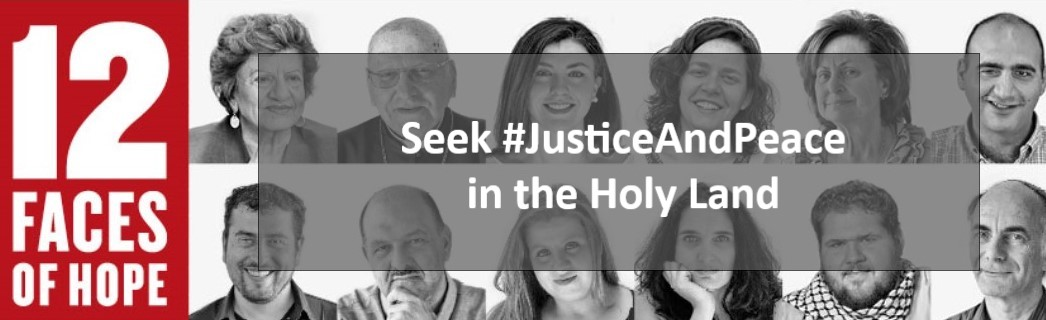 12
FACES
OF HOPE
Seek #JusticeAndPeace
in the Holy Land